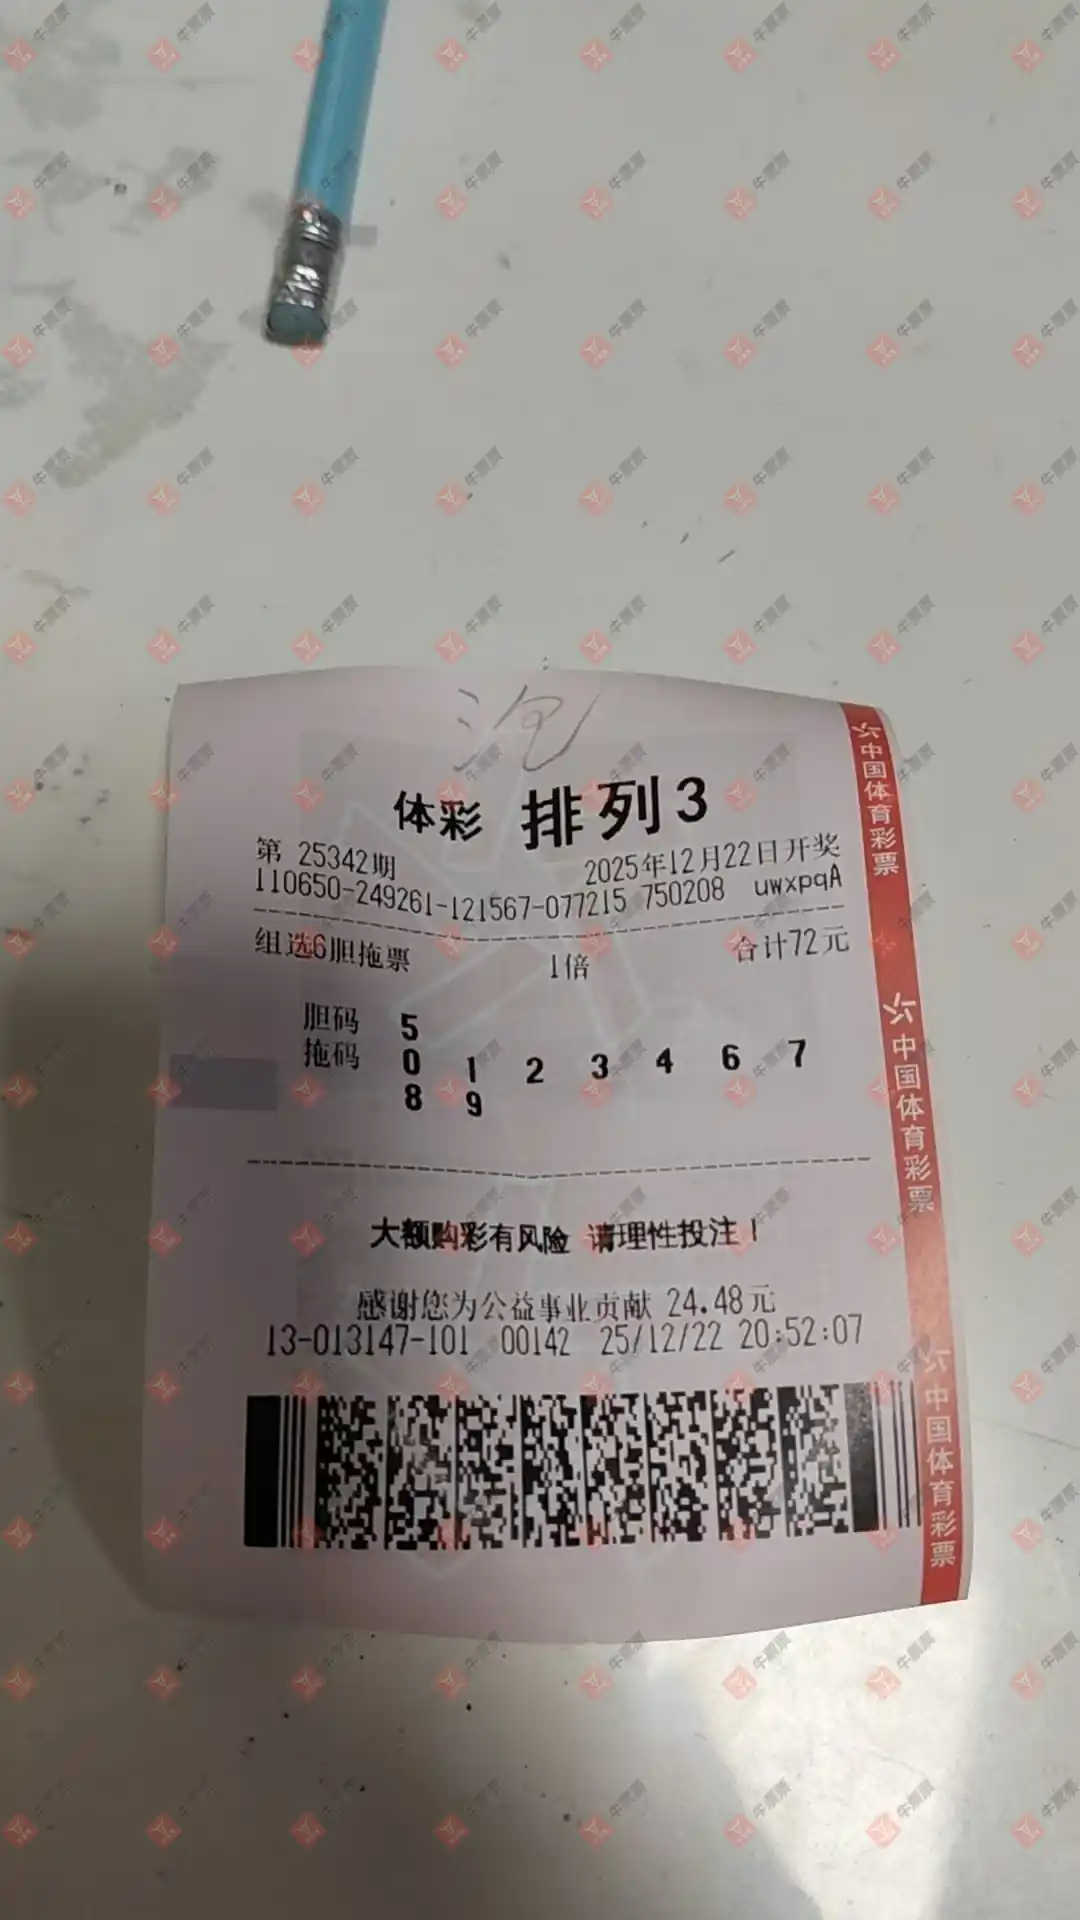 泡
体彩 排列3
第 25342期 2025年12月22日开奖
110650-249261-121567-077215 750208 uwxpqA
组选6胆拖票 1倍 合计72元
胆码 5
拖码 0 1 2 3 4 6 7
8 9
大额购彩有风险 请理性投注！
感谢您为公益事业贡献 24.48元
13-013147-101 00142 25/12/22 20:52:07
中国体育彩票
中国体育彩票
中国体育彩票
牛票票